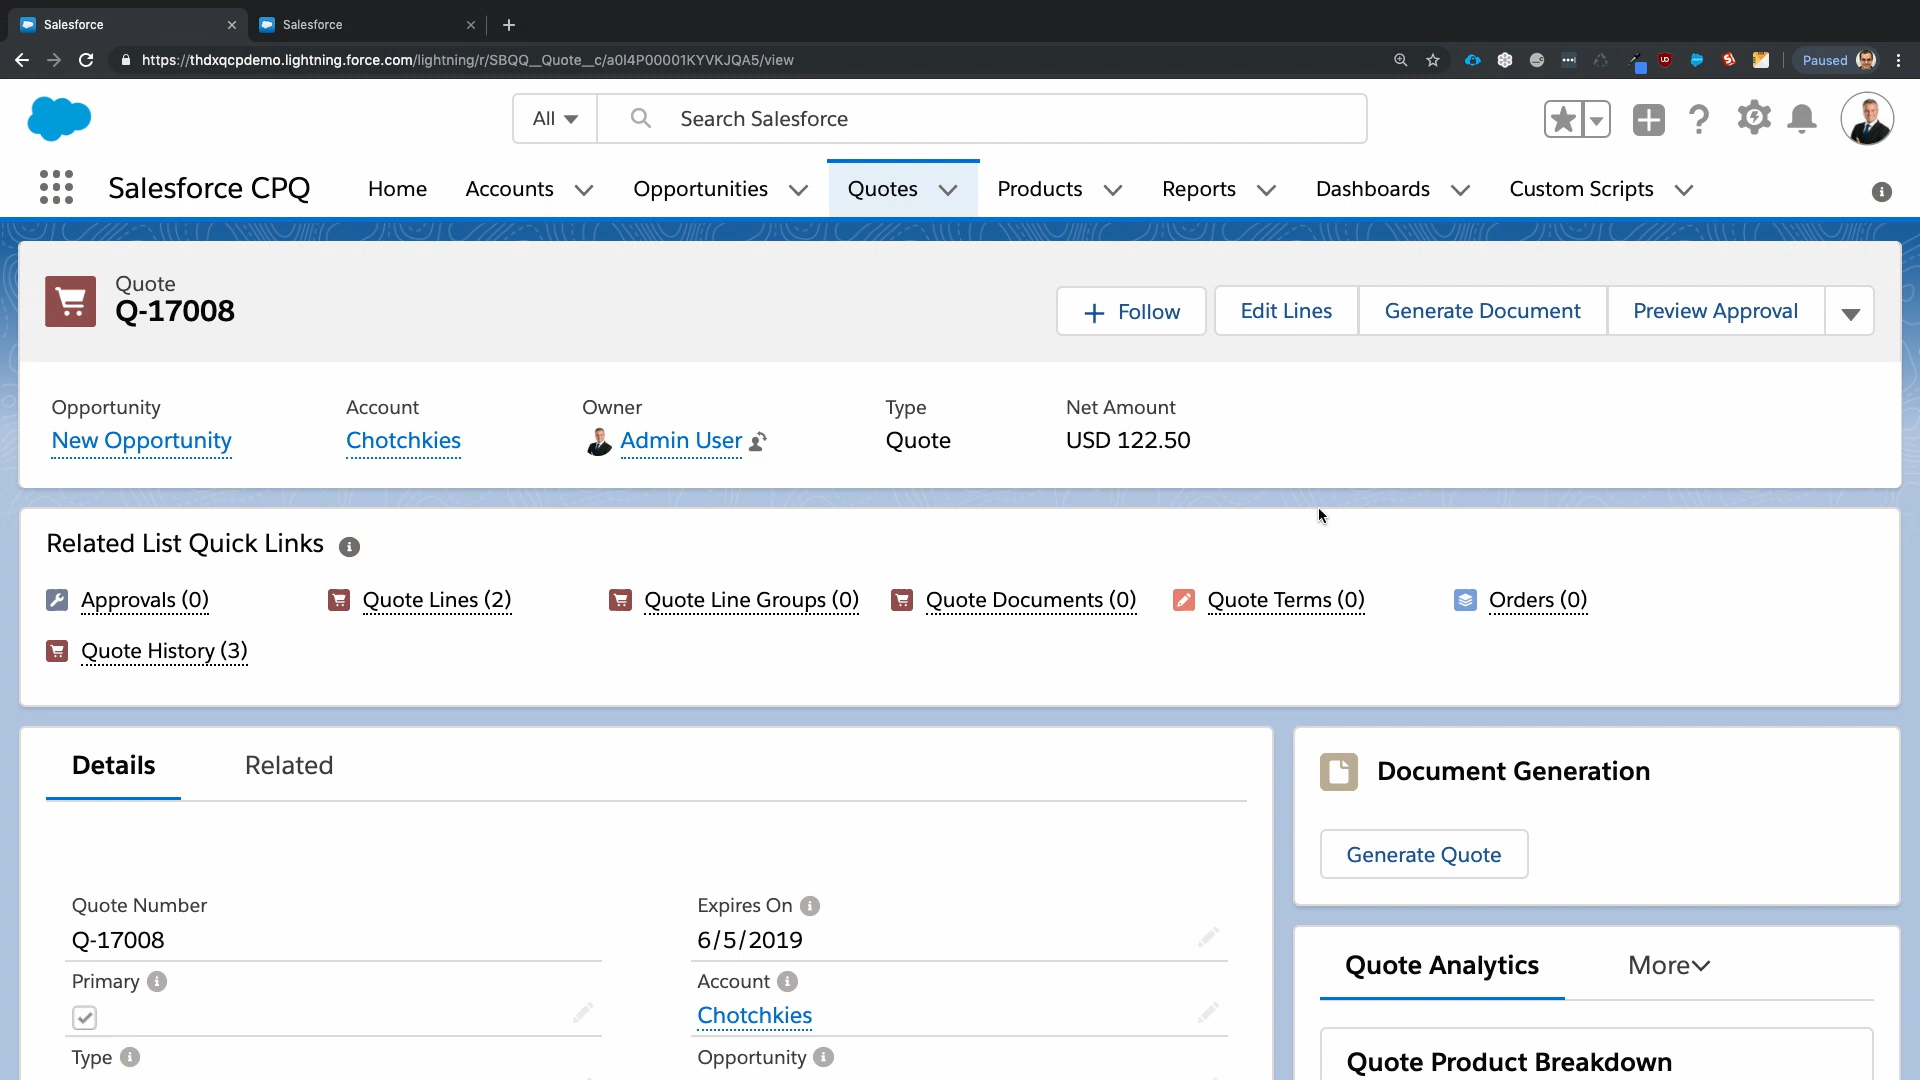 Salesforce
Salesforce
https://thdxqcpdemo.lightning.force.com/lightning/r/SBQQ__Quote__c/a0l4P00001KYVKJQA5/view
Paused
All
Search Salesforce
Salesforce CPQ
Home
Accounts
Opportunities
Quotes
Products
Reports
Dashboards
Custom Scripts
Quote
Q-17008
Follow
Edit Lines
Generate Document
Preview Approval
Opportunity
New Opportunity
Account
Chotchkies
Owner
Admin User
Type
Quote
Net Amount
USD 122.50
Related List Quick Links
Approvals (0)
Quote Lines (2)
Quote Line Groups (0)
Quote Documents (0)
Quote Terms (0)
Orders (0)
Quote History (3)
Details
Related
Quote Number
Q-17008
Expires On
6/5/2019
Primary
Account
Chotchkies
Type
Opportunity
Document Generation
Generate Quote
Quote Analytics
More
Quote Product Breakdown